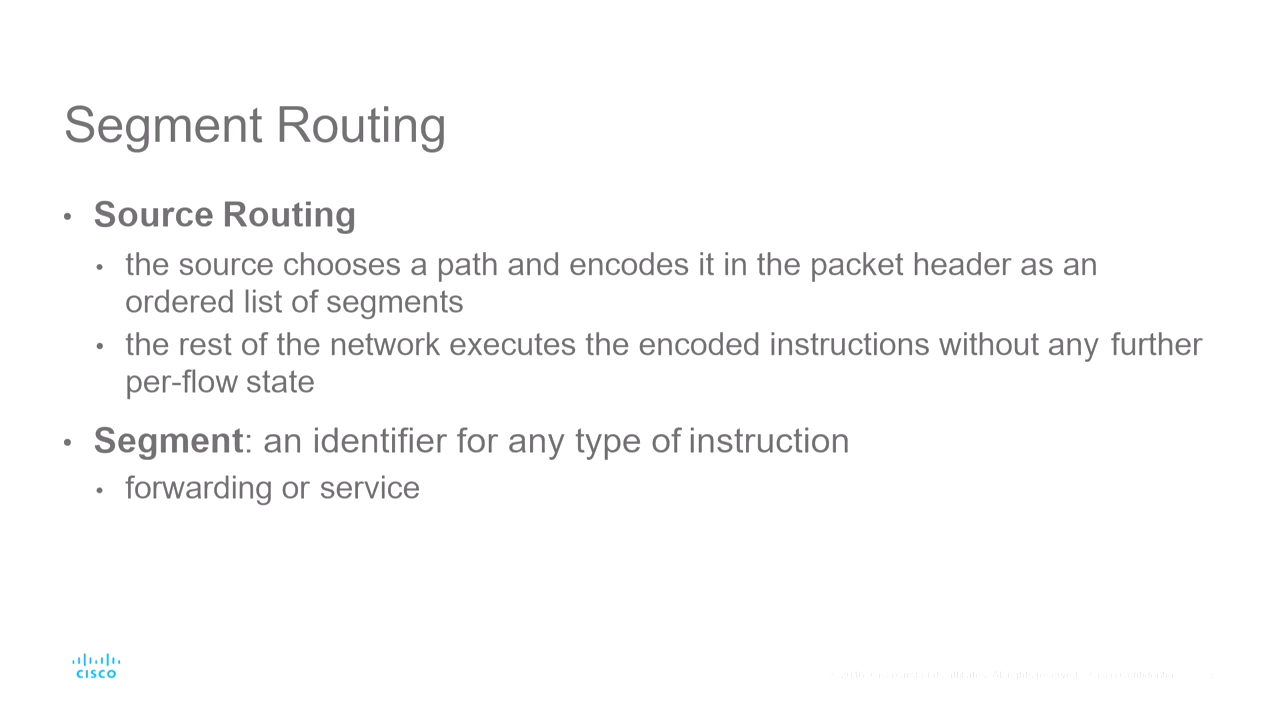 Segment Routing
• Source Routing
• the source chooses a path and encodes it in the packet header as an
ordered list of segments
• the rest of the network executes the encoded instructions without any further
per-flow state
• Segment: an identifier for any type of instruction
• forwarding or service
CISCO